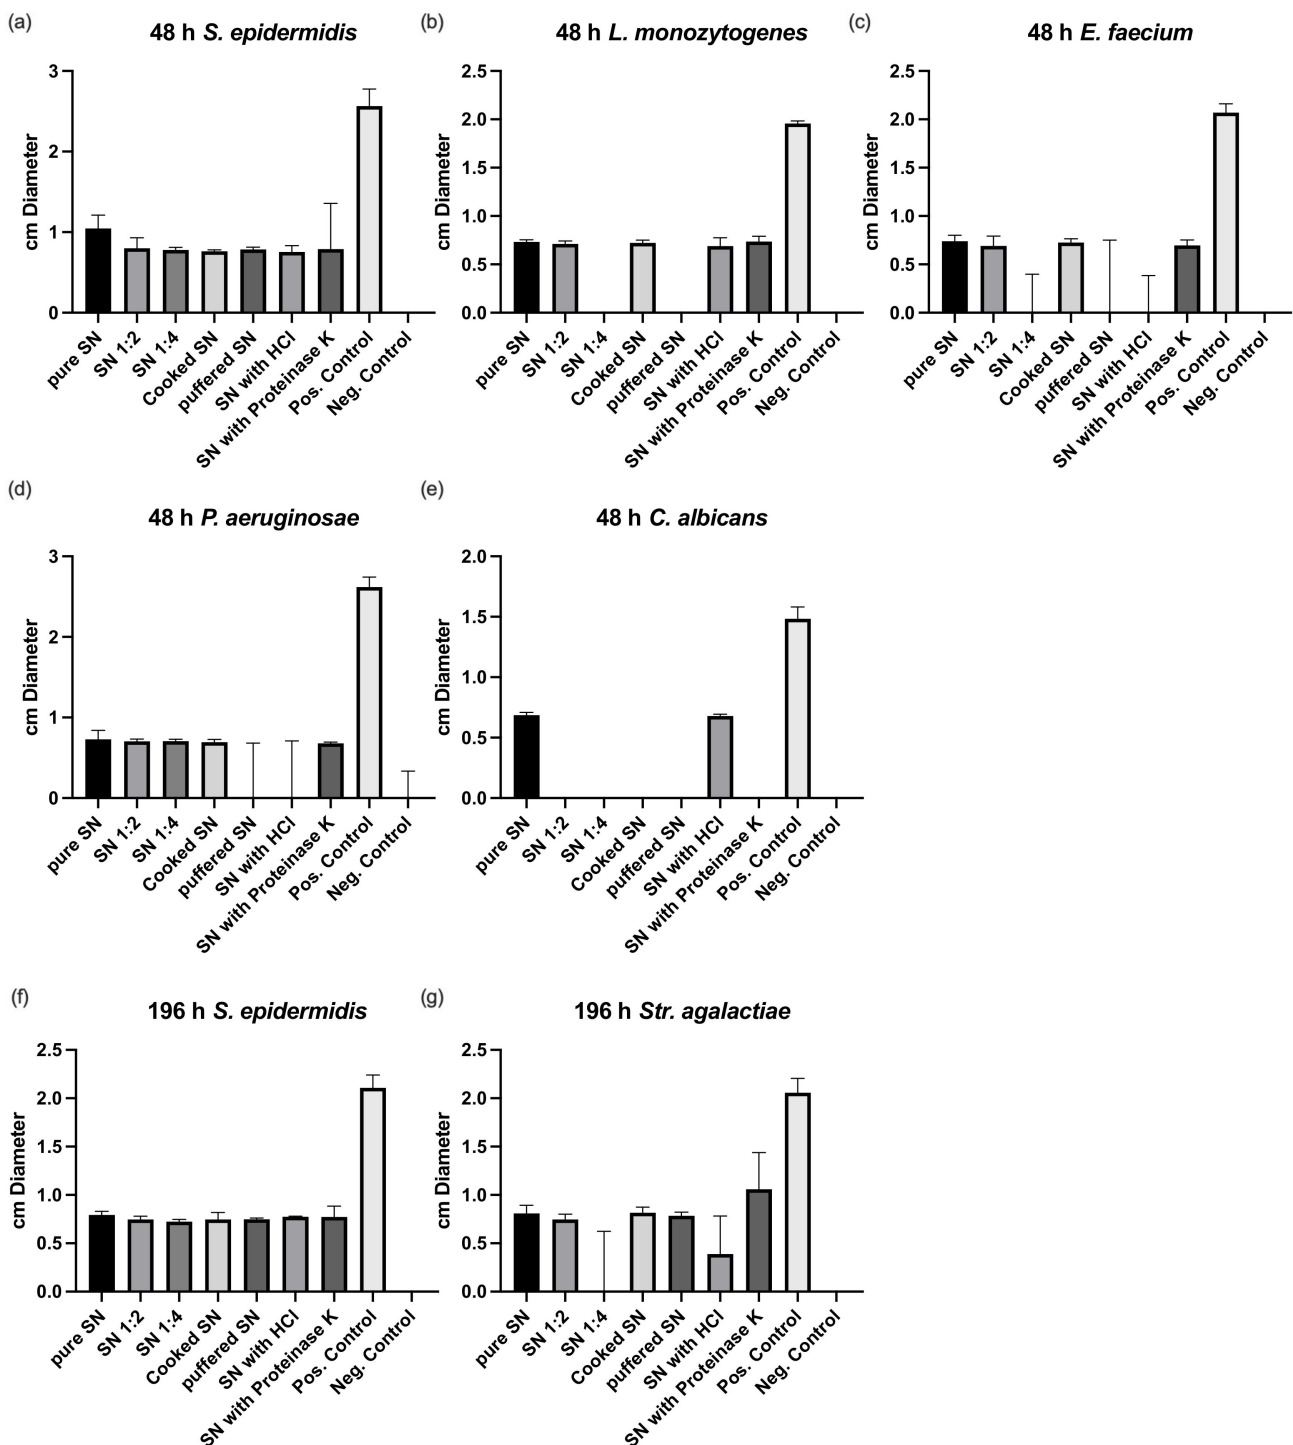 (a)
48 h S. epidermidis
cm Diameter
3
2
1
0
pure SN
SN 1:2
SN 1:4
Cooked SN
puffered SN
SN with HCl
SN with Proteinase K
Pos. Control
Neg. Control
(b)
48 h L. monozytogenes
cm Diameter
2.5
2.0
1.5
1.0
0.5
0.0
pure SN
SN 1:2
SN 1:4
Cooked SN
puffered SN
SN with HCl
SN with Proteinase K
Pos. Control
Neg. Control
(c)
48 h E. faecium
cm Diameter
2.5
2.0
1.5
1.0
0.5
0.0
pure SN
SN 1:2
SN 1:4
Cooked SN
puffered SN
SN with HCl
SN with Proteinase K
Pos. Control
Neg. Control
(d)
48 h P. aeruginosae
cm Diameter
3
2
1
0
pure SN
SN 1:2
SN 1:4
Cooked SN
puffered SN
SN with HCl
SN with Proteinase K
Pos. Control
Neg. Control
(e)
48 h C. albicans
cm Diameter
2.0
1.5
1.0
0.5
0.0
pure SN
SN 1:2
SN 1:4
Cooked SN
puffered SN
SN with HCl
SN with Proteinase K
Pos. Control
Neg. Control
(f)
196 h S. epidermidis
cm Diameter
2.5
2.0
1.5
1.0
0.5
0.0
pure SN
SN 1:2
SN 1:4
Cooked SN
puffered SN
SN with HCl
SN with Proteinase K
Pos. Control
Neg. Control
(g)
196 h Str. agalactiae
cm Diameter
2.5
2.0
1.5
1.0
0.5
0.0
pure SN
SN 1:2
SN 1:4
Cooked SN
puffered SN
SN with HCl
SN with Proteinase K
Pos. Control
Neg. Control